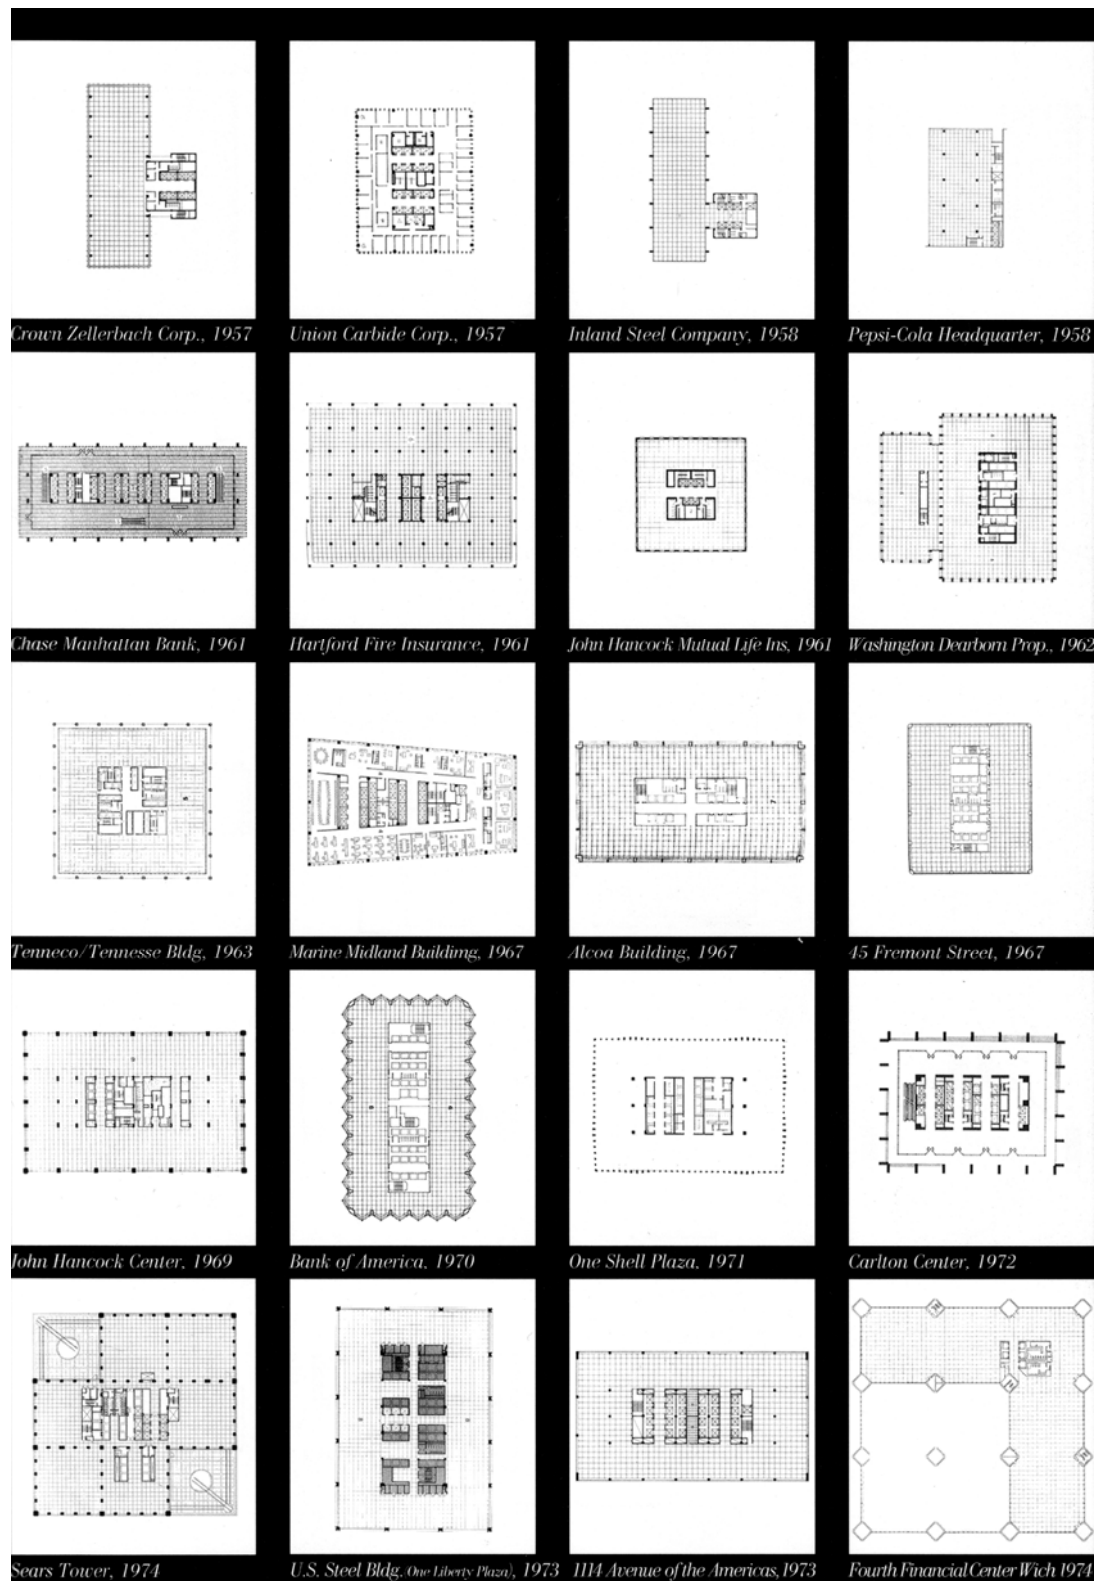 Crown Zellerbach Corp., 1957
Union Carbide Corp., 1957
Inland Steel Company, 1958
Pepsi-Cola Headquarter, 1958
Chase Manhattan Bank, 1961
Hartford Fire Insurance, 1961
John Hancock Mutual Life Ins, 1961
Washington Dearborn Prop., 1962
Tenneco/Tennesse Bldg, 1963
Marine Midland Buildimg, 1967
Alcoa Building, 1967
45 Fremont Street, 1967
John Hancock Center, 1969
Bank of America, 1970
One Shell Plaza, 1971
Carlton Center, 1972
Sears Tower, 1974
U.S. Steel Bldg. (One Liberty Plaza), 1973
1114 Avenue of the Americas, 1973
Fourth Financial Center Wich 1974